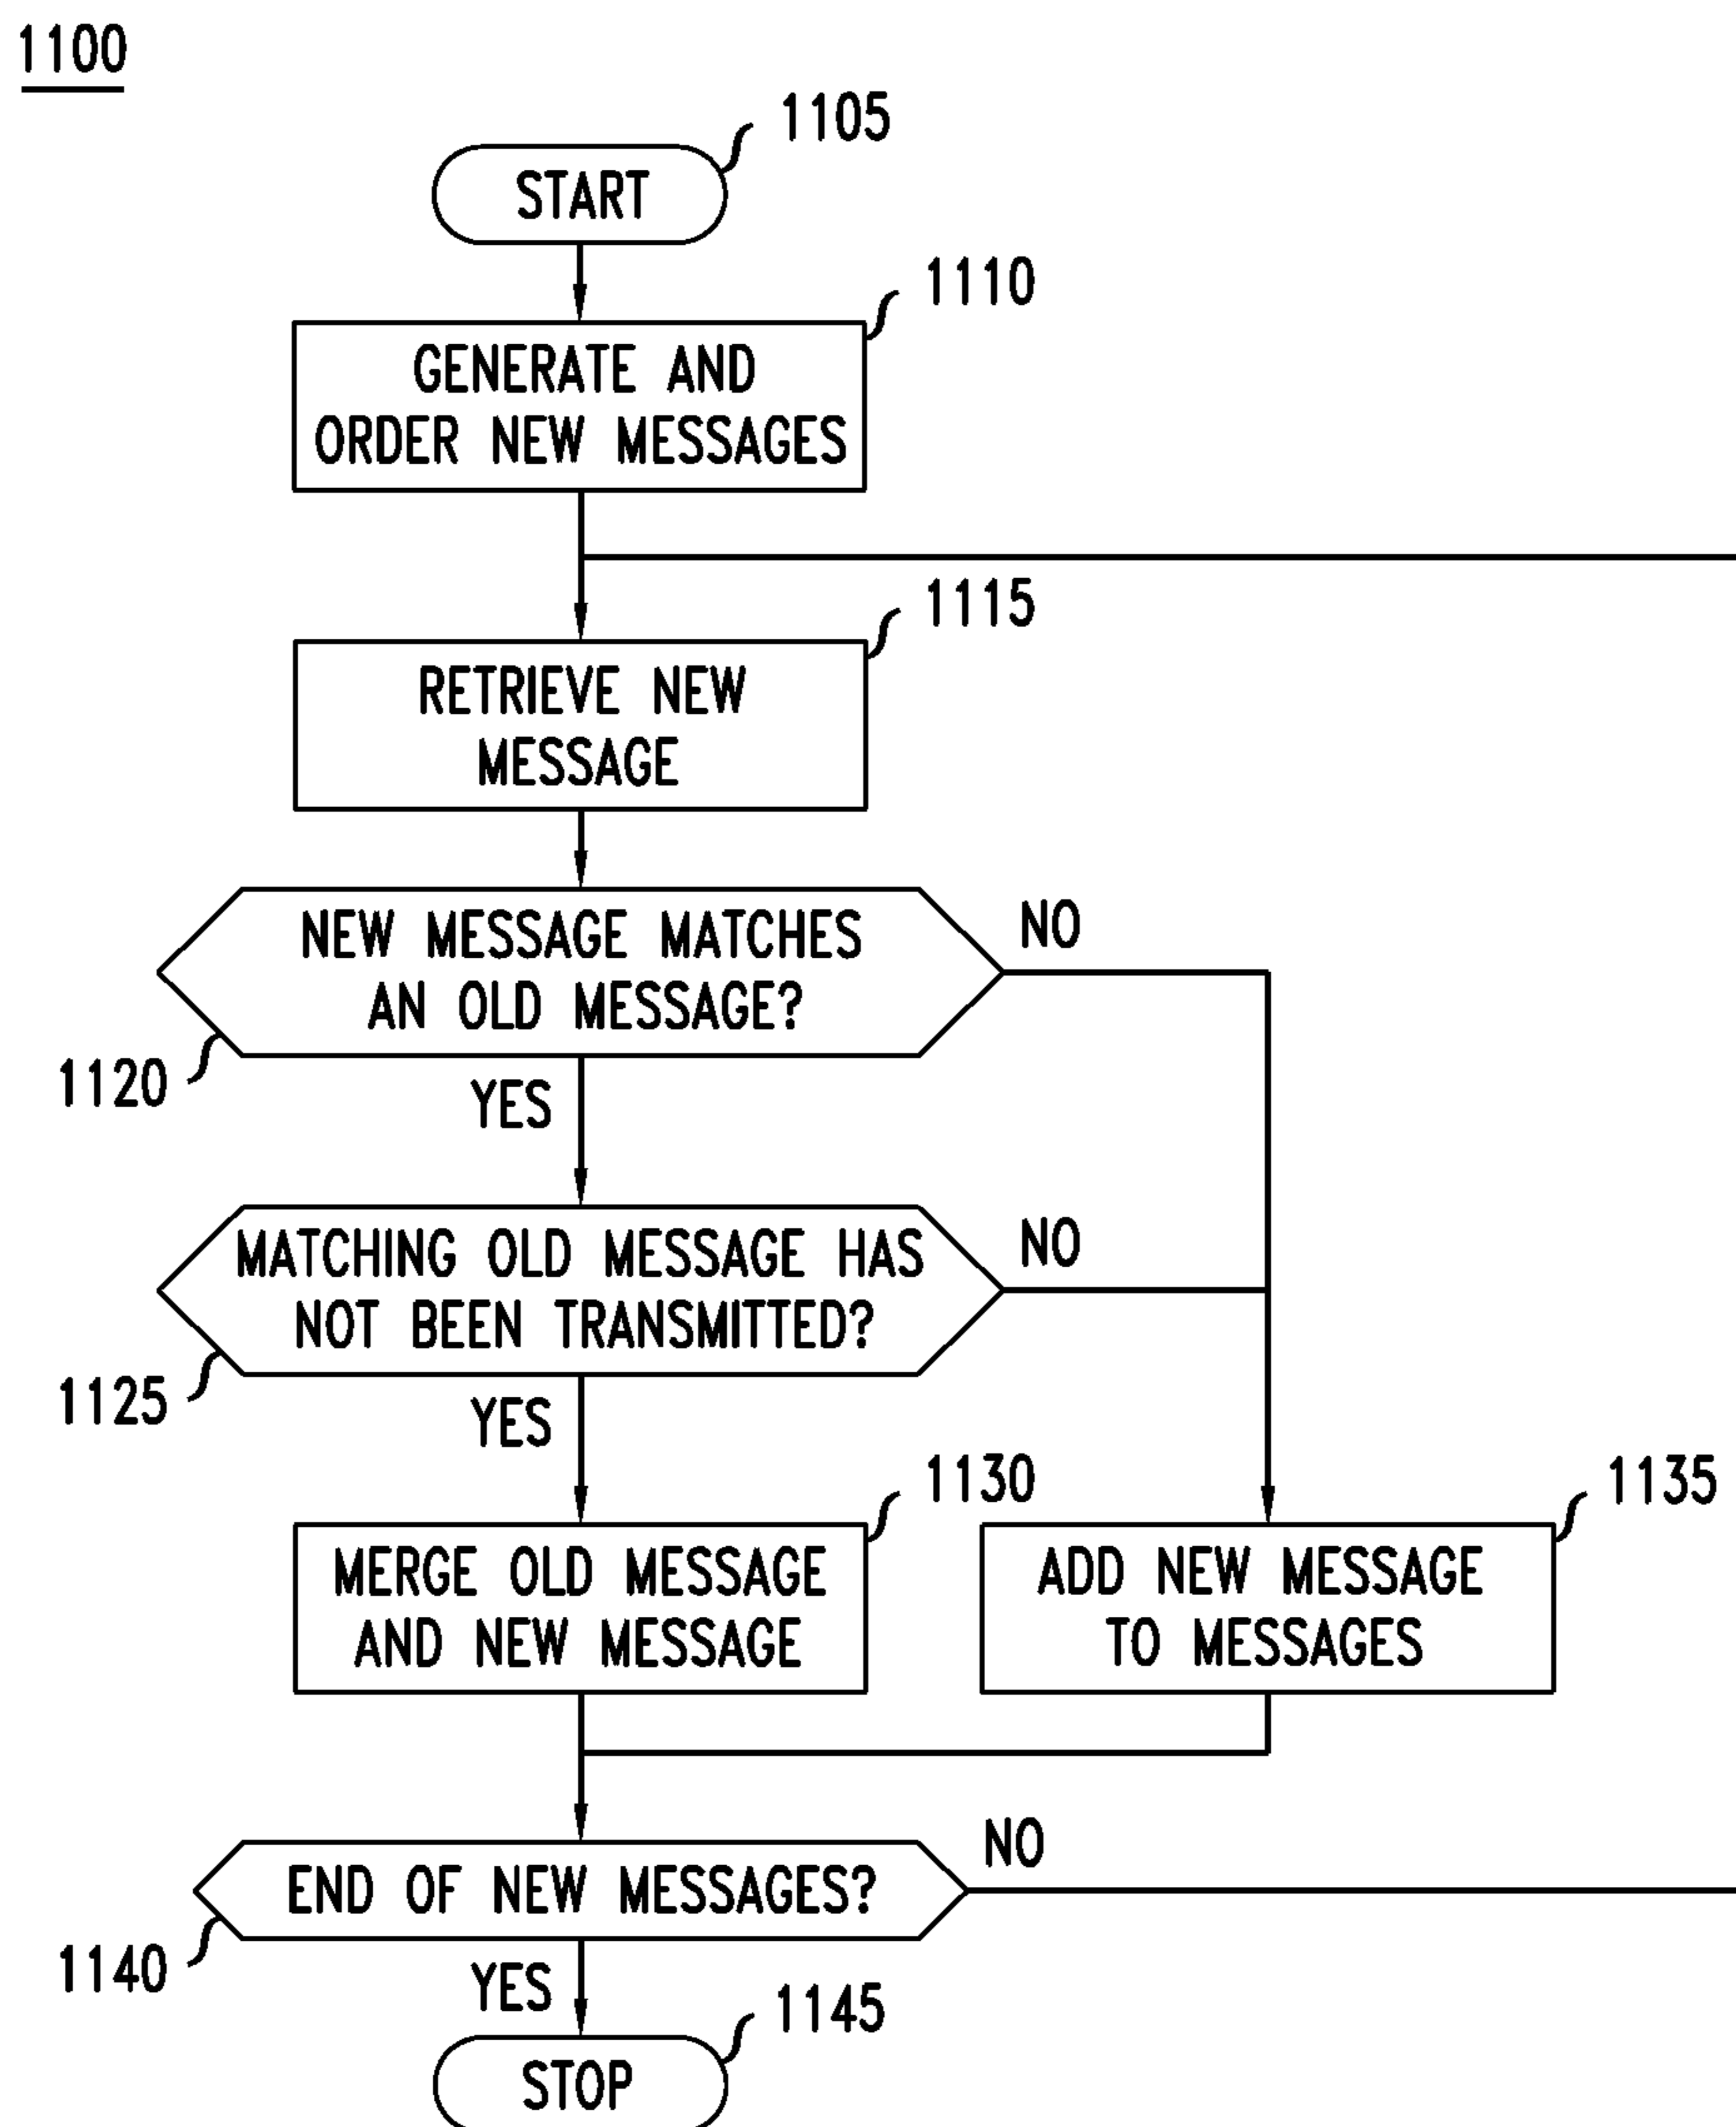 1100
1105
START
1110
GENERATE AND
ORDER NEW MESSAGES
1115
RETRIEVE NEW
MESSAGE
NEW MESSAGE MATCHES
AN OLD MESSAGE?
NO
1120
YES
MATCHING OLD MESSAGE HAS
NOT BEEN TRANSMITTED?
NO
1125
YES
1130
MERGE OLD MESSAGE
AND NEW MESSAGE
1135
ADD NEW MESSAGE
TO MESSAGES
END OF NEW MESSAGES?
NO
1140
YES
1145
STOP